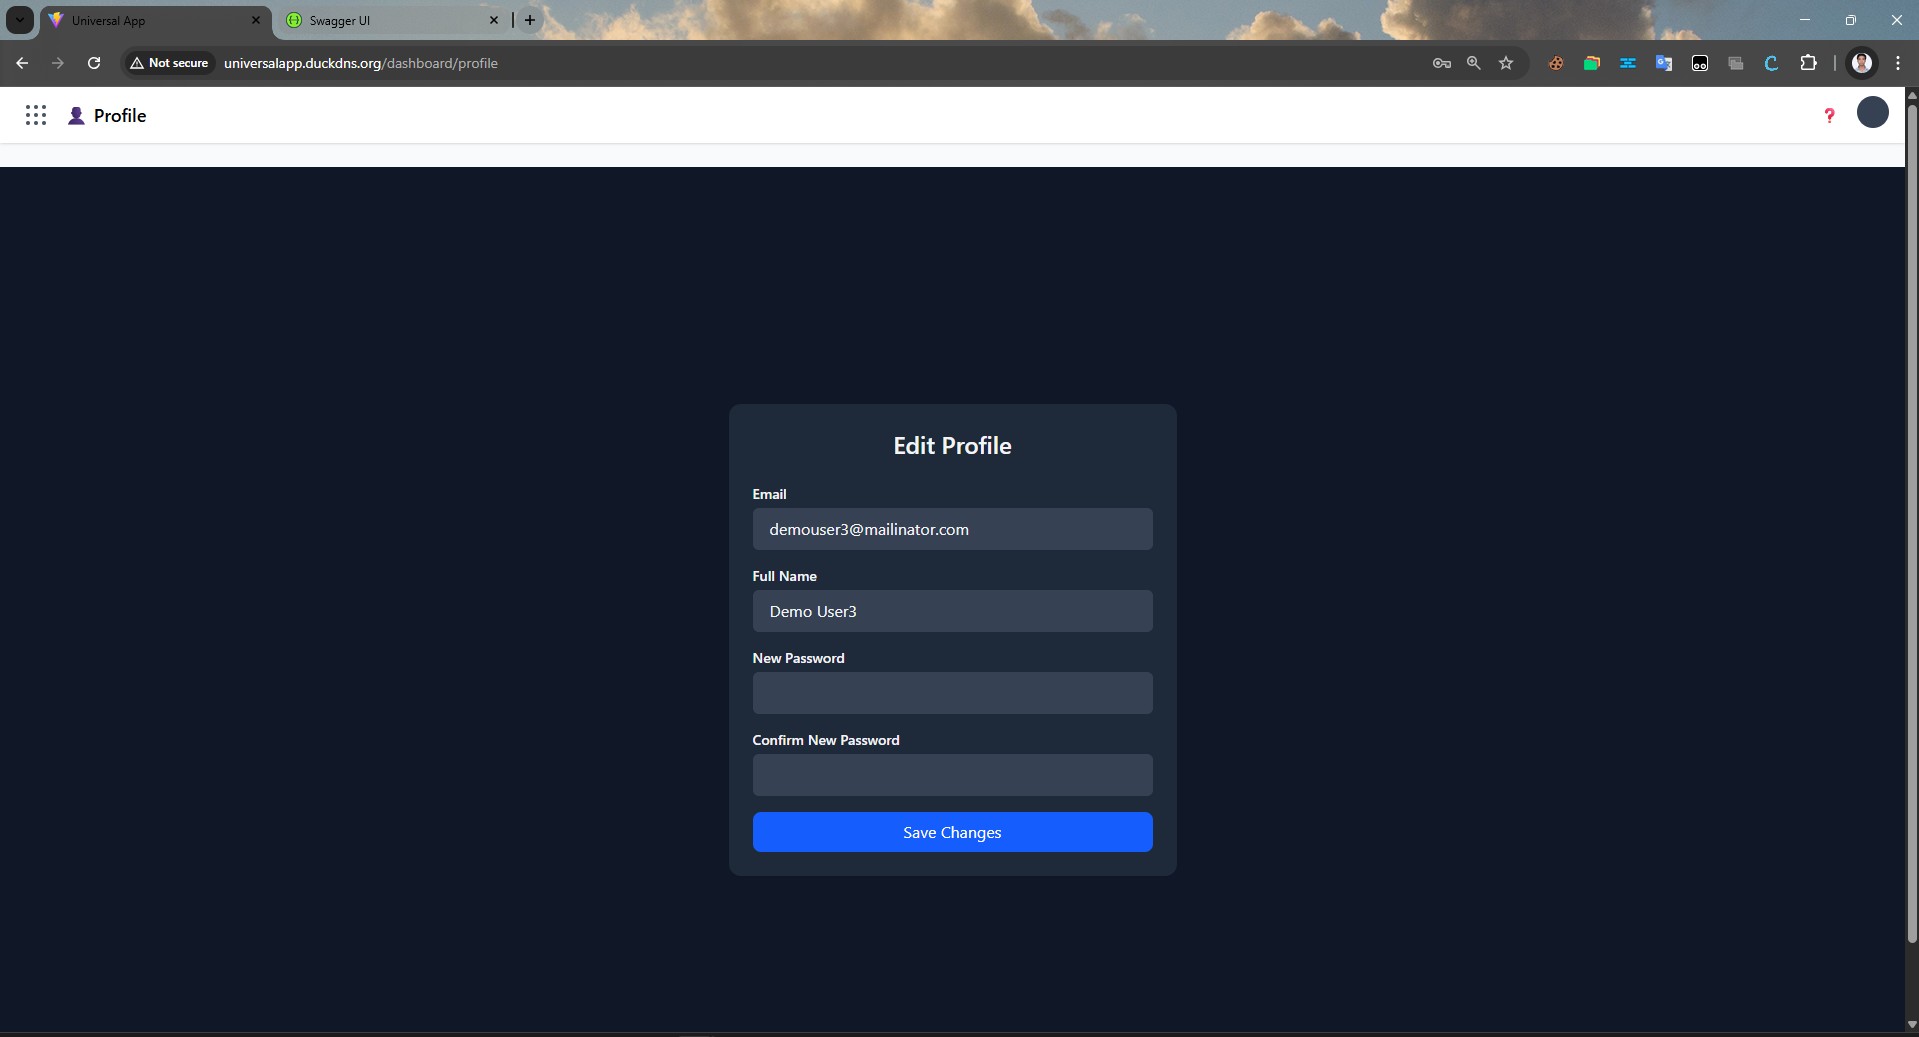 Universal App
Swagger UI
Not secure
universalapp.duckdns.org/dashboard/profile
Profile
Edit Profile
Email
demouser3@mailinator.com
Full Name
Demo User3
New Password
Confirm New Password
Save Changes